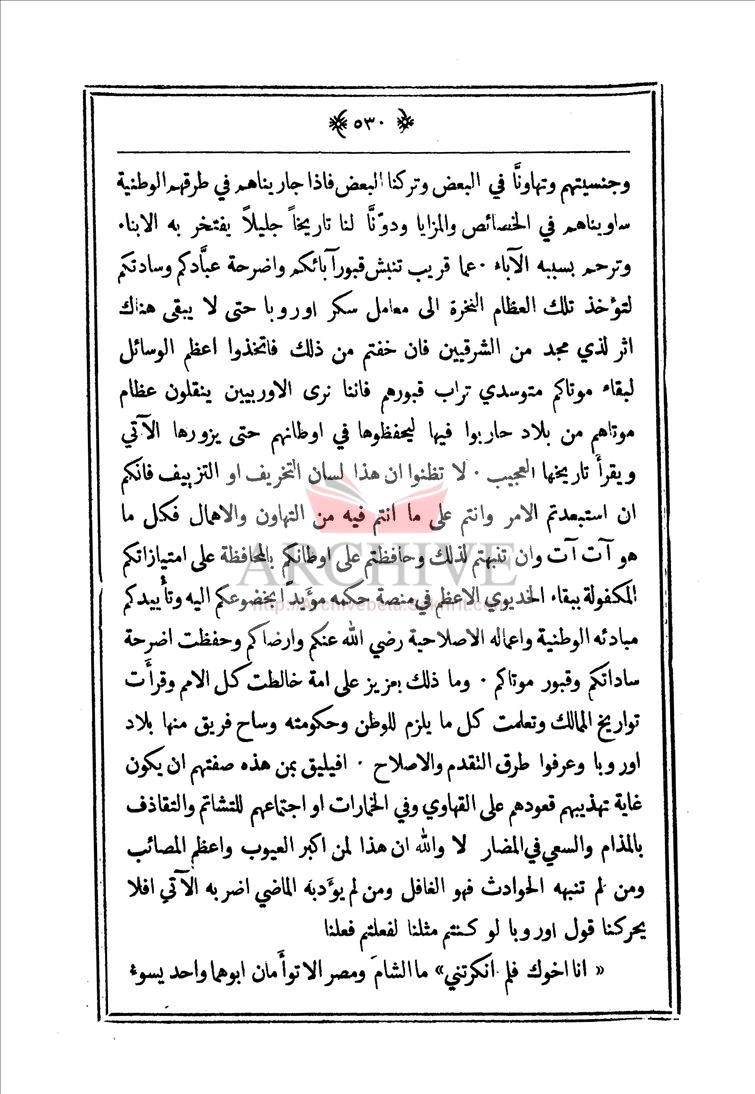 ٥٣٠
وجنسيتهم وتهاونَّا في البعض وتركنا البعض فاذا جاريناهم في طرقهم الوطنية
ساويناهم في الخصائص والمزايا ودوّنَّا لنا تاريخاً جليلاً يفتخر به الابناء
وترحم بسببه الآباء ٠ عما قريب تنبش قبور آبائكم واضرحة عبَّادكم وسادتكم
لتؤخذ تلك العظام النخرة الى معامل سكر اوروبا حتى لا يبقى هناك
اثر لذي مجد من الشرقيين فان خفتم من ذلك فاتخذوا اعظم الوسائل
لبقاء موتاكم متوسدي تراب قبورهم فاننا نرى الاوربيين ينقلون عظام
موتاهم من بلاد حاربوا فيها ليحفظوها في اوطانهم حتى يزورها الآتي
ويقرأ تاريخها العجيب ٠ لا تظنوا ان هذا لسان التخريف او التزييف فانكم
ان استبعدتم الامر وانتم على ما انتم فيه من التهاون والاهمال فكل ما
هو آت آت وان تنبهتم لذلك وحافظتم على اوطانكم بالمحافظة على امتيازاتكم
المكفولة ببقاء الخديوي الاعظم في منصة حكمه مؤيداً بخضوعكم اليه وتأييدكم
مبادئه الوطنية واعماله الاصلاحية رضي الله عنكم وارضاكم وحفظت اضرحة
ساداتكم وقبور موتاكم ٠ وما ذلك بعزيز على امة خالطت كل الامم وقرأت
تواريخ الممالك وتعلمت كل ما يلزم للوطن وحكومته وساح فريق منها بلاد
اوروبا وعرفوا طرق التقدم والاصلاح ٠ افيليق بمن هذه صفتهم ان يكون
غاية تهذيبهم قعودهم على القهاوي وفي الخمارات او اجتماعهم للتشاتم والتقاذف
بالمذام والسعي في المضار لا والله ان هذا لمن اكبر العيوب واعظم المصائب
ومن لم تنبهه الحوادث فهو الغافل ومن لم يؤدبه الماضي اضر به الآتي افلا
يحركنا قول اوروبا لو كنتم مثلنا لفعلتم فعلنا
« انا اخوك فلم انكرتني» ما الشام ومصر الا توأمان ابوهما واحد يسوء
ARCHIVE